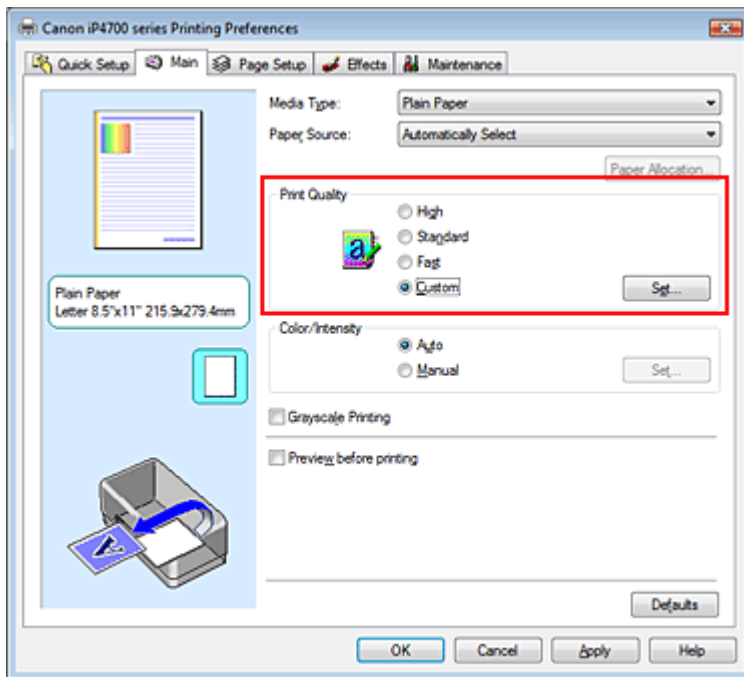 Canon iP4700 series Printing Preferences
Quick Setup Main Page Setup Effects Maintenance
Media Type: Plain Paper
Paper Source: Automatically Select
Paper Allocation...
Print Quality
High
a Standard
Fast
Custom Set...
Plain Paper
Letter 8.5"x11" 215.9x279.4mm
Color/Intensity
Auto
Manual Set...
Grayscale Printing
Preview before printing
A
Defaults
OK Cancel Apply Help